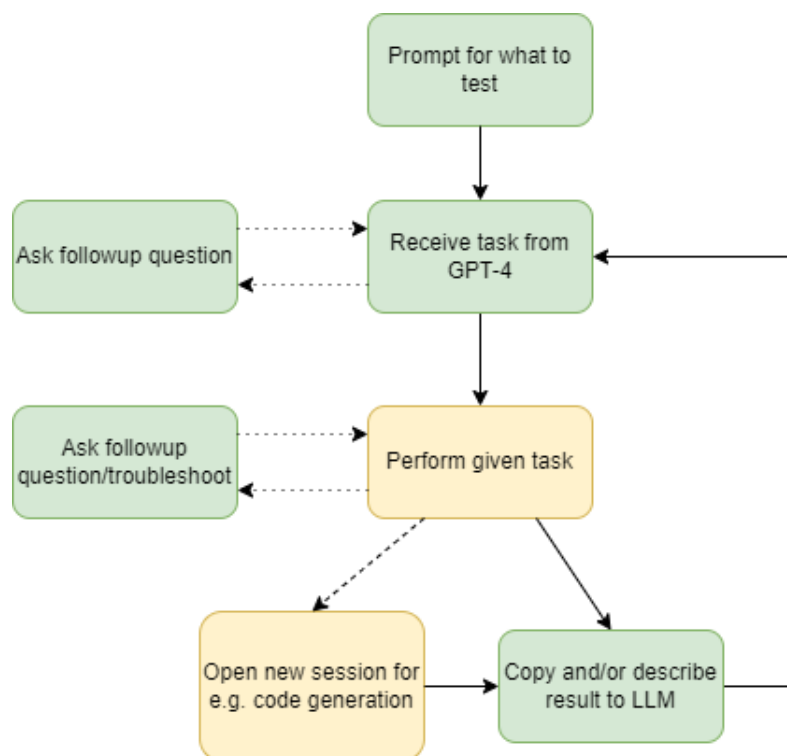 Prompt for what to
test
Ask followup question
Receive task from
GPT-4
Ask followup
question/troubleshoot
Perform given task
Open new session for
e.g. code generation
Copy and/or describe
result to LLM